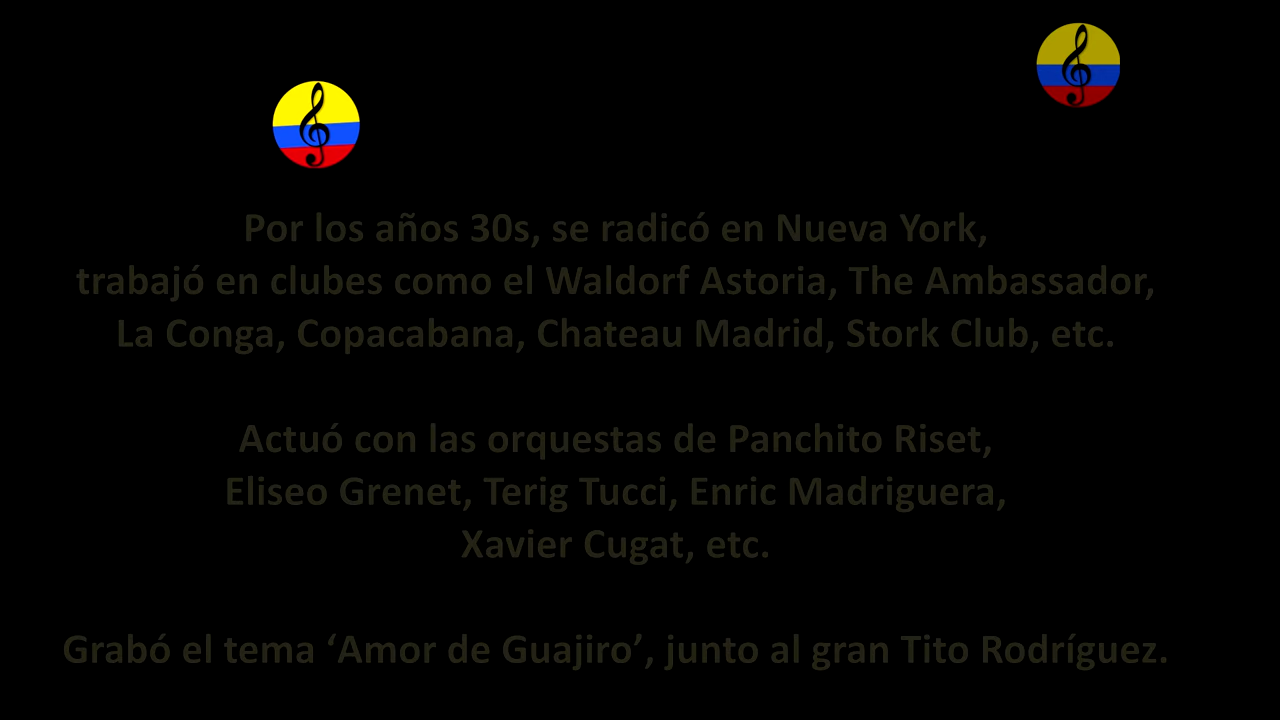 Por los años 30s, se radicó en Nueva York,
trabajó en clubes como el Waldorf Astoria, The Ambassador,
La Conga, Copacabana, Chateau Madrid, Stork Club, etc.
Actuó con las orquestas de Panchito Riset,
Eliseo Grenet, Terig Tucci, Enric Madriguera,
Xavier Cugat, etc.
Grabó el tema ‘Amor de Guajiro’, junto al gran Tito Rodríguez.